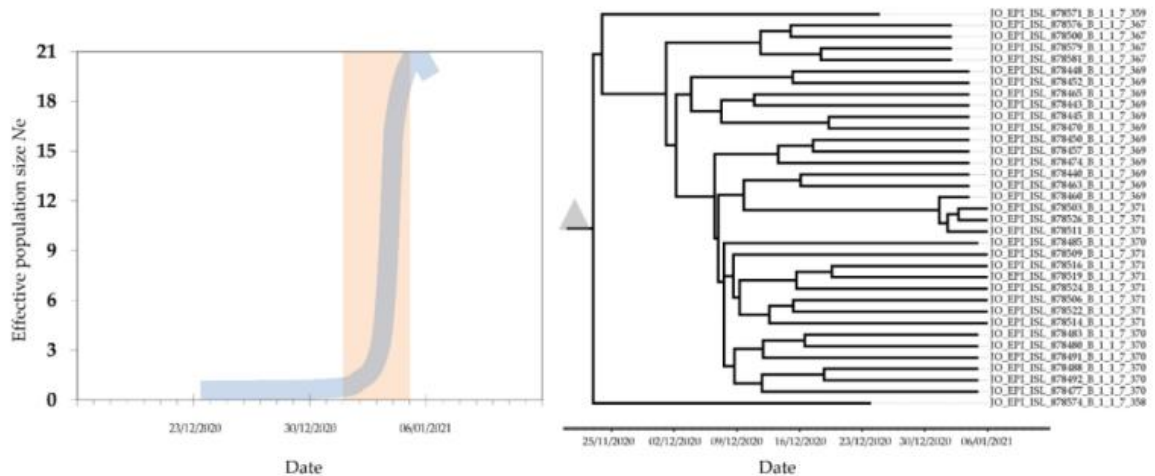 21
18
15
12
9
6
3
0
Effective population size Ne
23/12/2020
30/12/2020
06/01/2021
Date
JO_EPI_ISL_878571_B_1_1_7_359
JO_EPI_ISL_878576_B_1_1_7_367
JO_EPI_ISL_878500_B_1_1_7_367
JO_EPI_ISL_878579_B_1_1_7_367
JO_EPI_ISL_878581_B_1_1_7_367
JO_EPI_ISL_878448_B_1_1_7_369
JO_EPI_ISL_878452_B_1_1_7_369
JO_EPI_ISL_878465_B_1_1_7_369
JO_EPI_ISL_878443_B_1_1_7_369
JO_EPI_ISL_878445_B_1_1_7_369
JO_EPI_ISL_878470_B_1_1_7_369
JO_EPI_ISL_878450_B_1_1_7_369
JO_EPI_ISL_878457_B_1_1_7_369
JO_EPI_ISL_878474_B_1_1_7_369
JO_EPI_ISL_878440_B_1_1_7_369
JO_EPI_ISL_878463_B_1_1_7_369
JO_EPI_ISL_878460_B_1_1_7_369
JO_EPI_ISL_878503_B_1_1_7_371
JO_EPI_ISL_878526_B_1_1_7_371
JO_EPI_ISL_878511_B_1_1_7_371
JO_EPI_ISL_878485_B_1_1_7_370
JO_EPI_ISL_878509_B_1_1_7_371
JO_EPI_ISL_878516_B_1_1_7_371
JO_EPI_ISL_878519_B_1_1_7_371
JO_EPI_ISL_878524_B_1_1_7_371
JO_EPI_ISL_878506_B_1_1_7_371
JO_EPI_ISL_878522_B_1_1_7_371
JO_EPI_ISL_878514_B_1_1_7_371
JO_EPI_ISL_878483_B_1_1_7_370
JO_EPI_ISL_878480_B_1_1_7_370
JO_EPI_ISL_878491_B_1_1_7_370
JO_EPI_ISL_878488_B_1_1_7_370
JO_EPI_ISL_878492_B_1_1_7_370
JO_EPI_ISL_878477_B_1_1_7_370
JO_EPI_ISL_878574_B_1_1_7_358
25/11/2020 02/12/2020 09/12/2020 16/12/2020 23/12/2020 30/12/2020 06/01/2021
Date